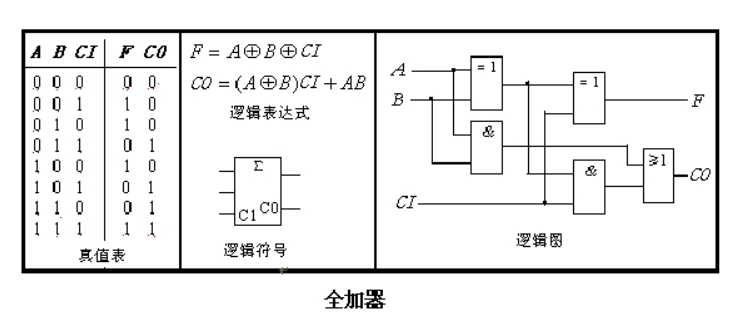 A B CI F CO
0 0 0 0 0
0 0 1 1 0
0 1 0 1 0
0 1 1 0 1
1 0 0 1 0
1 0 1 0 1
1 1 0 0 1
1 1 1 1 1
真值表
F = A⊕B⊕CI
CO = (A⊕B)CI + AB
逻辑表达式
Σ
C1 C0
逻辑符号
A
B
CI
= 1
&
= 1
&
≥1
F
CO
逻辑图
全加器